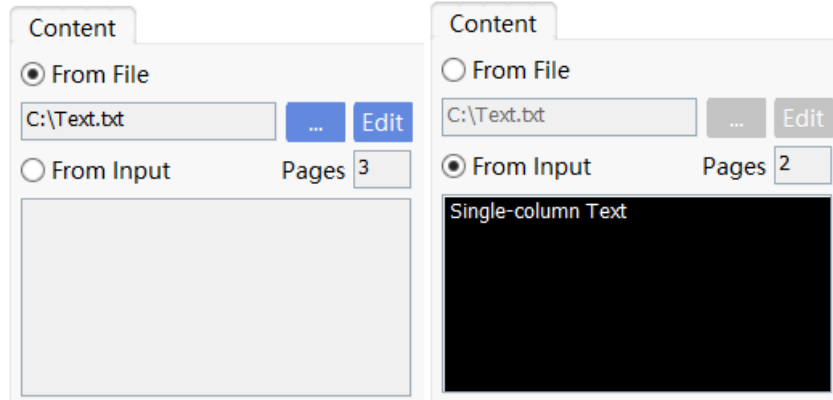 Content
From File
C:\Text.txt
... Edit
From Input Pages 3
Content
From File
C:\Text.txt
... Edit
From Input Pages 2
Single-column Text